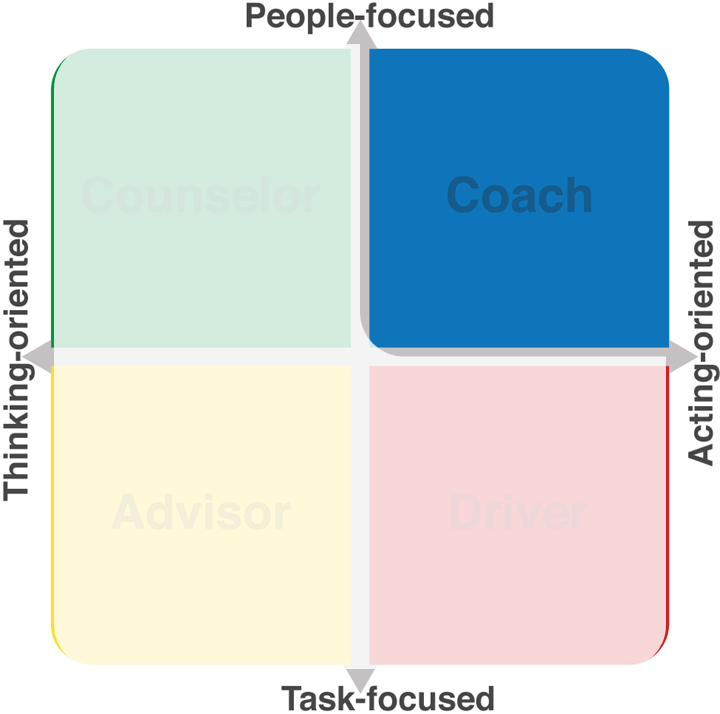 People-focused
Counselor
Coach
Thinking-oriented
Acting-oriented
Advisor
Driver
Task-focused